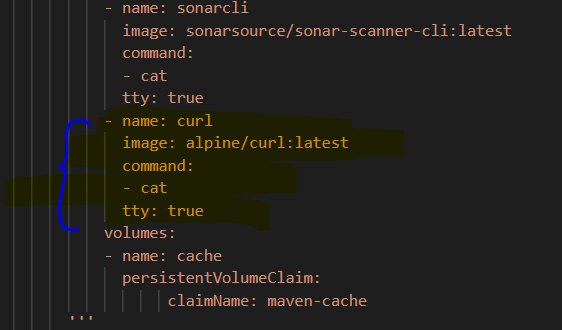 - name: sonarcli
image: sonarsource/sonar-scanner-cli:latest
command:
- cat
tty: true
- name: curl
image: alpine/curl:latest
command:
- cat
tty: true
volumes:
- name: cache
persistentVolumeClaim:
claimName: maven-cache
'''